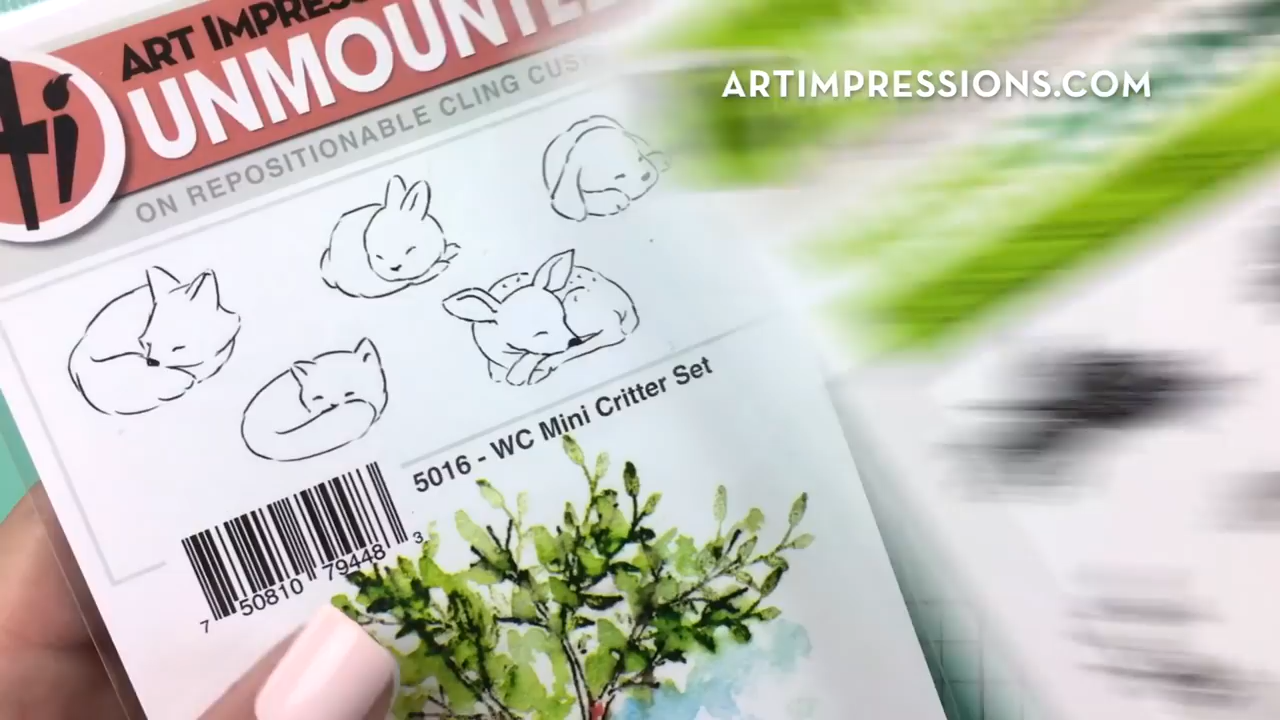 ARTIMPRESSIONS.COM
ART IMPRESS
UNMOUNTE
ON REPOSITIONABLE CLING CUS
5016 - WC Mini Critter Set
7 50810 79448 3